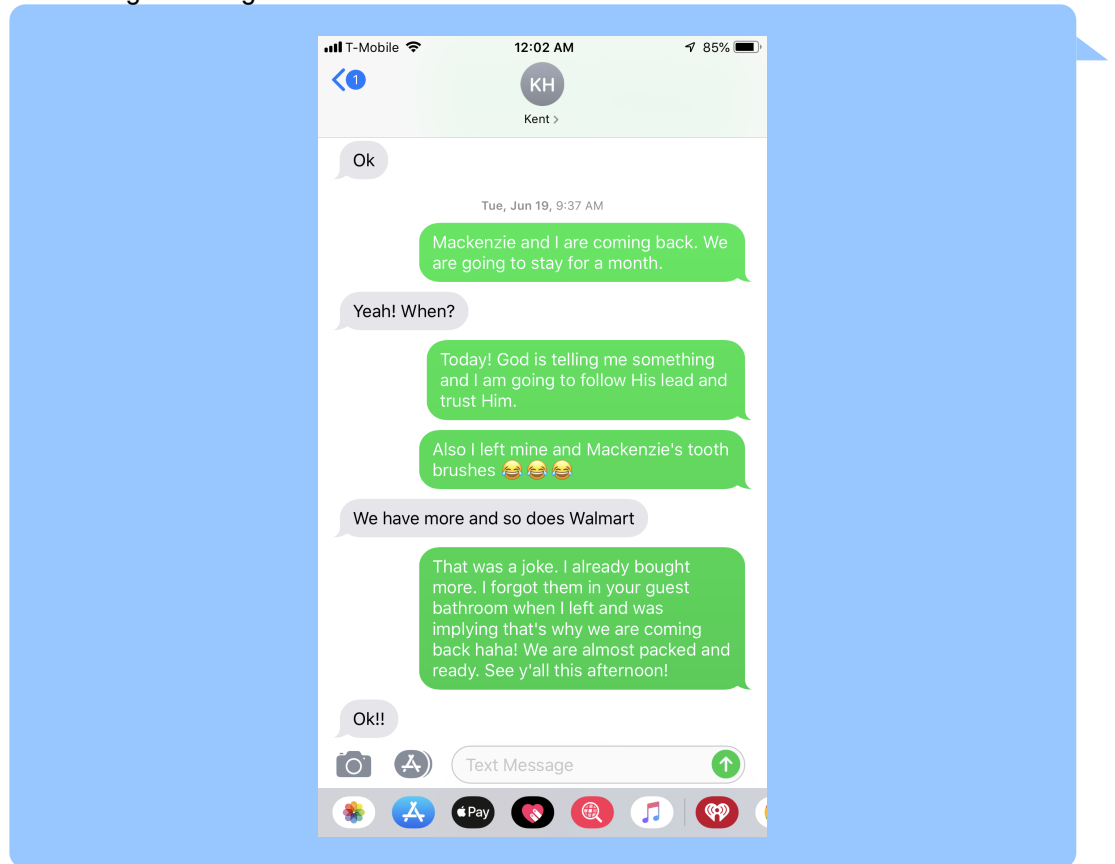 T-Mobile 12:02 AM 85%
1
KH
Kent >
Ok
Tue, Jun 19, 9:37 AM
Mackenzie and I are coming back. We
are going to stay for a month.
Yeah! When?
Today! God is telling me something
and I am going to follow His lead and
trust Him.
Also I left mine and Mackenzie's tooth
brushes 😂😂😂
We have more and so does Walmart
That was a joke. I already bought
more. I forgot them in your guest
bathroom when I left and was
implying that's why we are coming
back haha! We are almost packed and
ready. See y'all this afternoon!
Ok!!
Text Message
Pay